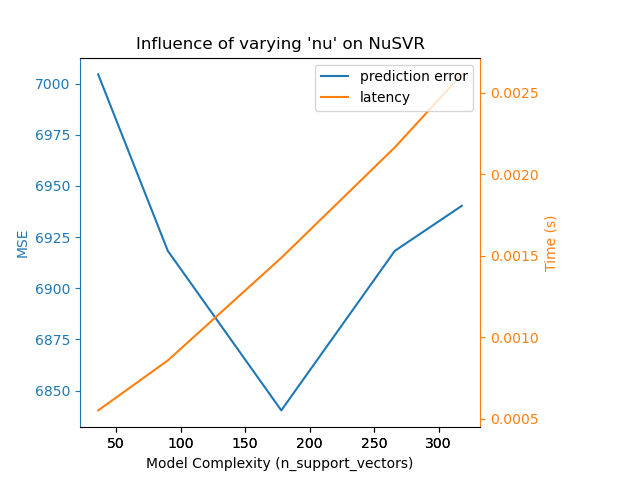 Influence of varying 'nu' on NuSVR
prediction error
latency
7000
6975
6950
6925
6900
6875
6850
MSE
0.0025
0.0020
0.0015
0.0010
0.0005
Time (s)
50 100 150 200 250 300
Model Complexity (n_support_vectors)